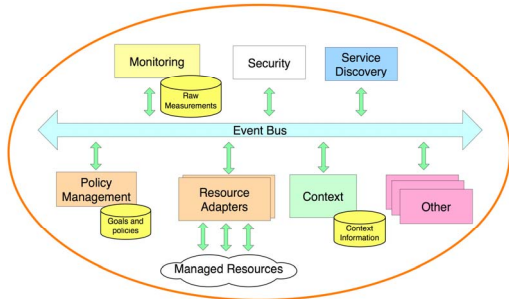 Monitoring
Raw
Measurements
Security
Service
Discovery
Event Bus
Policy
Management
Goals and
policies
Resource
Adapters
Context
Context
Information
Other
Managed Resources